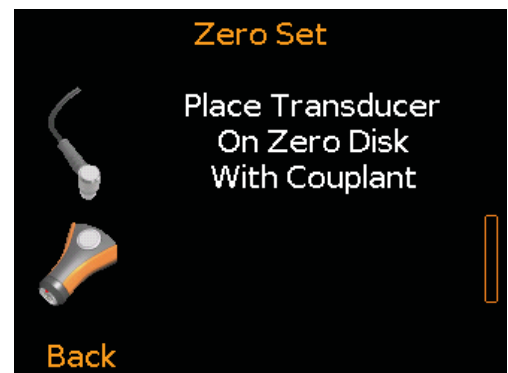 Zero Set
Place Transducer
On Zero Disk
With Couplant
Back